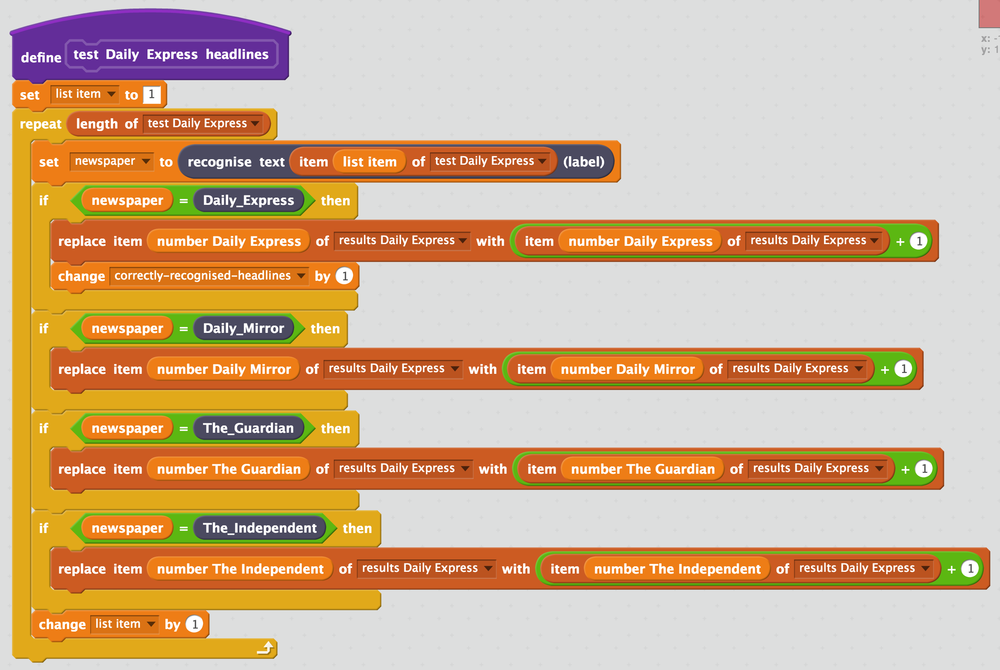 define test Daily Express headlines
set list item to 1
repeat length of test Daily Express
set newspaper to recognise text item list item of test Daily Express (label)
if newspaper = Daily_Express then
replace item number Daily Express of results Daily Express with item number Daily Express of results Daily Express + 1
change correctly-recognised-headlines by 1
if newspaper = Daily_Mirror then
replace item number Daily Mirror of results Daily Express with item number Daily Mirror of results Daily Express + 1
if newspaper = The_Guardian then
replace item number The Guardian of results Daily Express with item number The Guardian of results Daily Express + 1
if newspaper = The_Independent then
replace item number The Independent of results Daily Express with item number The Independent of results Daily Express + 1
change list item by 1
x:
y: 1